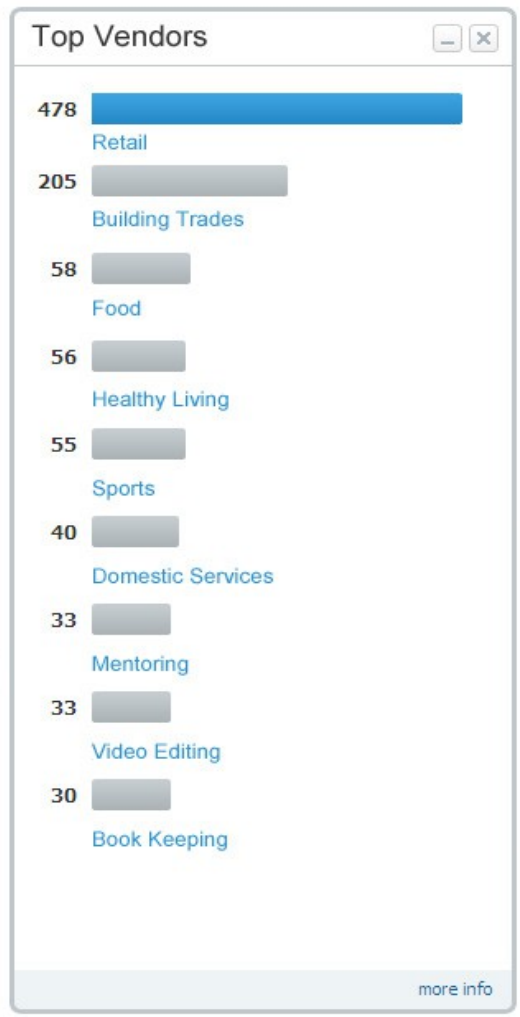 Top Vendors
478
Retail
205
Building Trades
58
Food
56
Healthy Living
55
Sports
40
Domestic Services
33
Mentoring
33
Video Editing
30
Book Keeping
more info